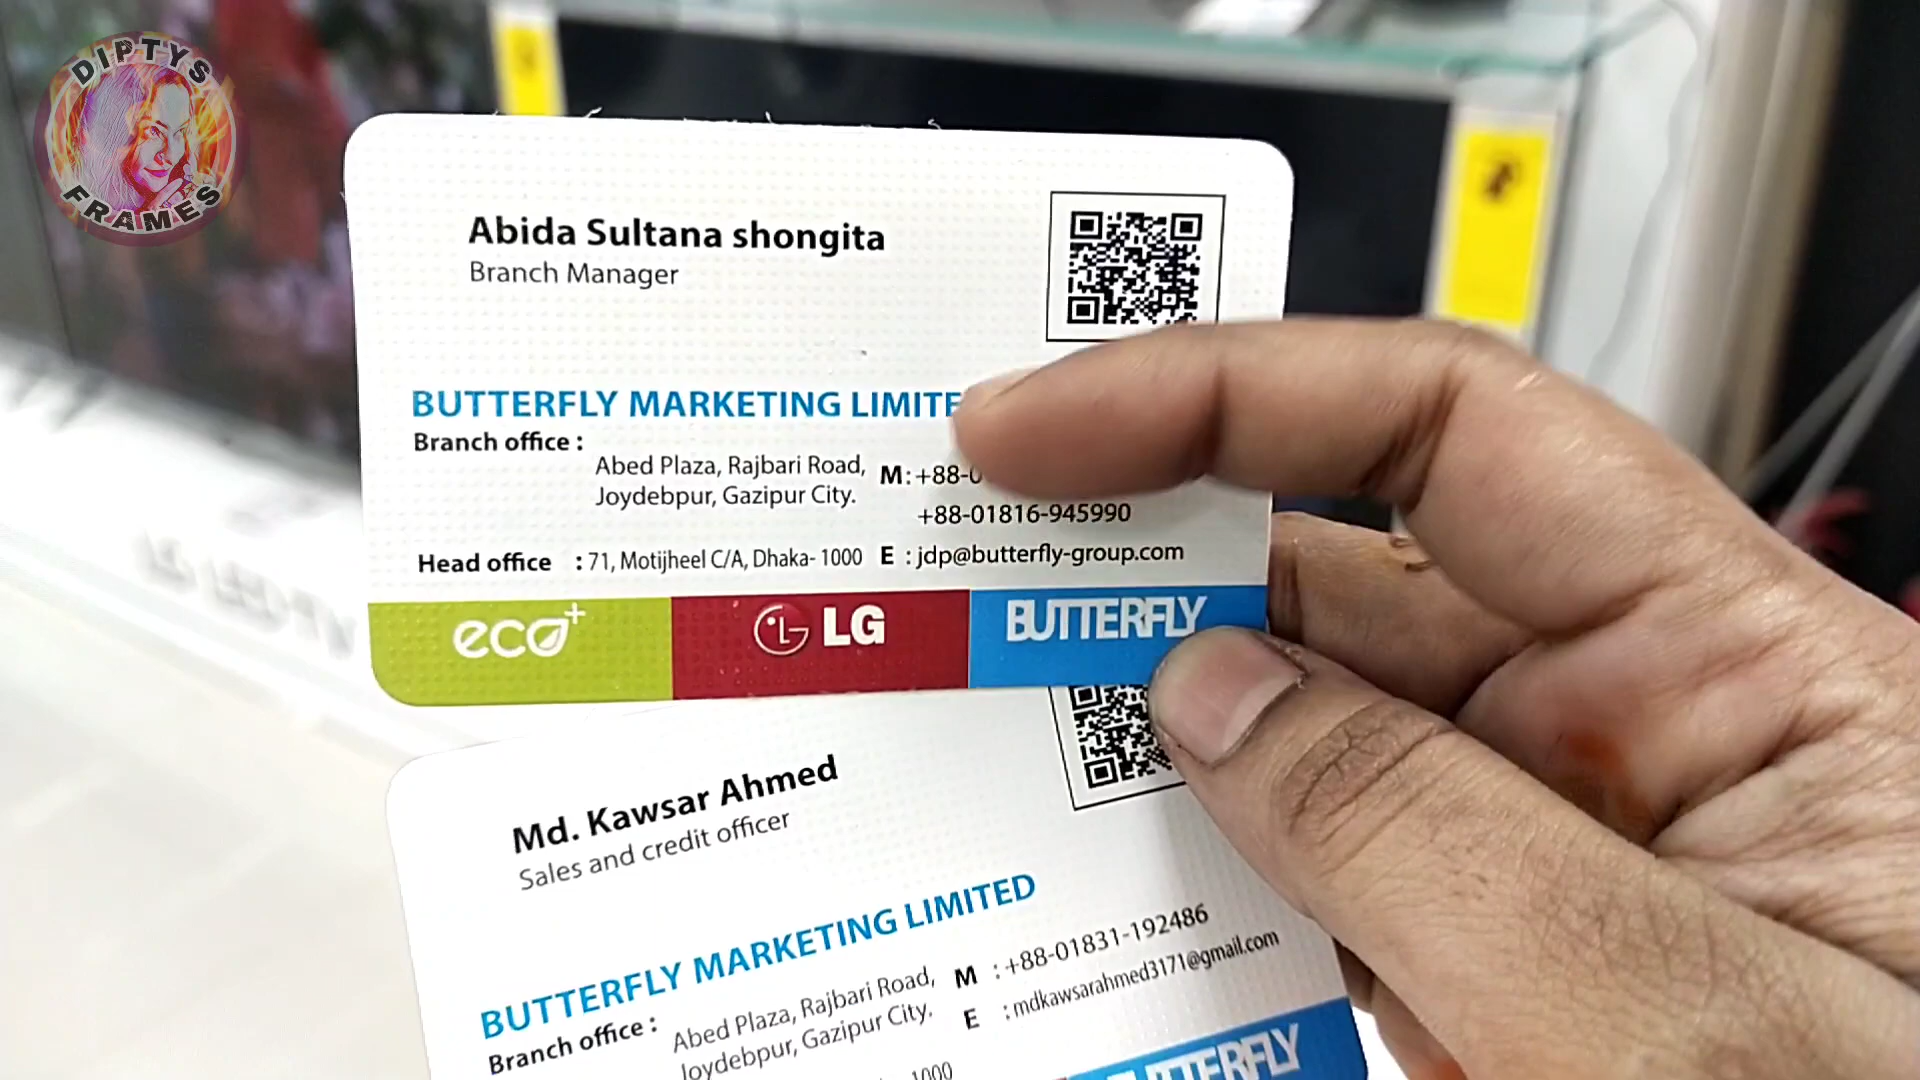 DIPTYS
FRAMES
Abida Sultana shongita
Branch Manager
BUTTERFLY MARKETING
Branch office :
Abed Plaza, Rajbari Road,
Joydebpur, Gazipur City.
M : +88-0
+88-01816-945990
Head office : 71, Motijheel C/A, Dhaka- 1000
E : jdp@butterfly-group.com
eco+
LG
BUTTERFLY
Md. Kawsar Ahmed
Sales and credit officer
BUTTERFLY MARKETING LIMITED
Branch office :
Abed Plaza, Rajbari Road,
Joydebpur, Gazipur City.
M : +88-01831-192486
E : mdkawsarahmed3171@gmail.com
1000
BUTTERFLY